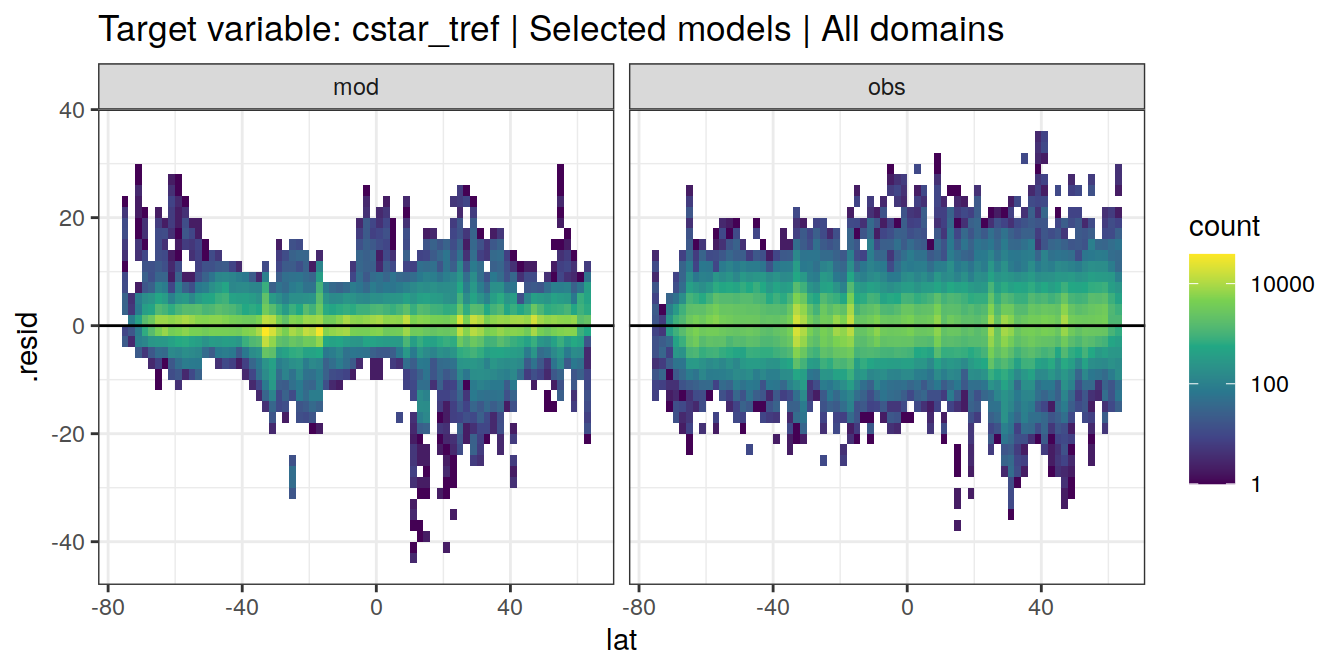 Target variable: cstar_tref | Selected models | All domains
mod
obs
40
20
0
-20
-40
.resid
-80
-40
0
40
-80
-40
0
40
lat
count
10000
100
1